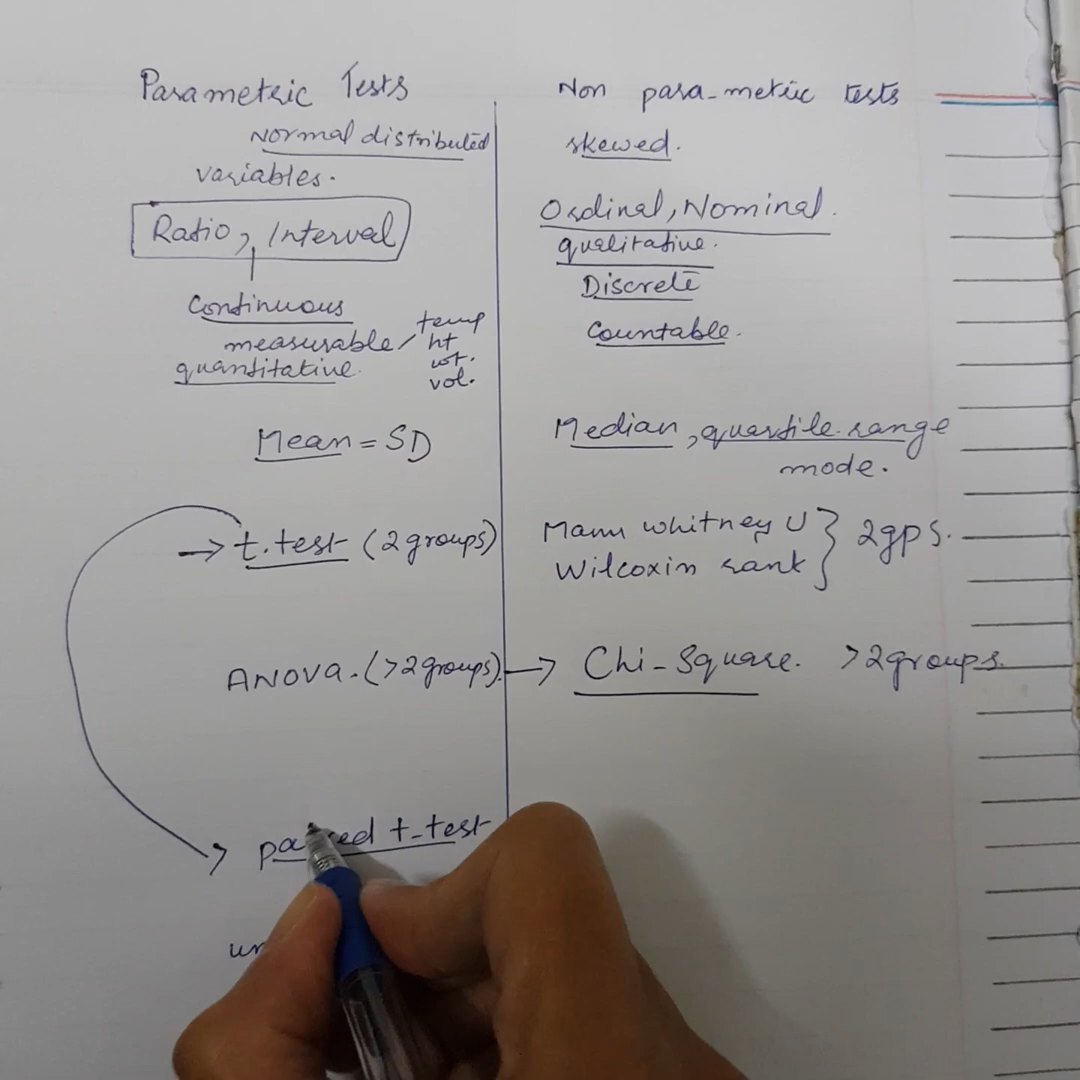 Parametric Tests
Normal distributed
variables.
Ratio, Interval
Continuous
measurable / temp
ht
wt.
vol.
quantitative
Mean = SD
→ t.test (2 groups)
ANOVA. (>2groups). →
paired t-test
un
Non para-metric tests
skewed.
Ordinal, Nominal.
qualitative.
Discrete
Countable.
Median, quartile range
mode.
Mann whitney U } 2gps.
Wilcoxin rank
Chi-Square. >2groups.